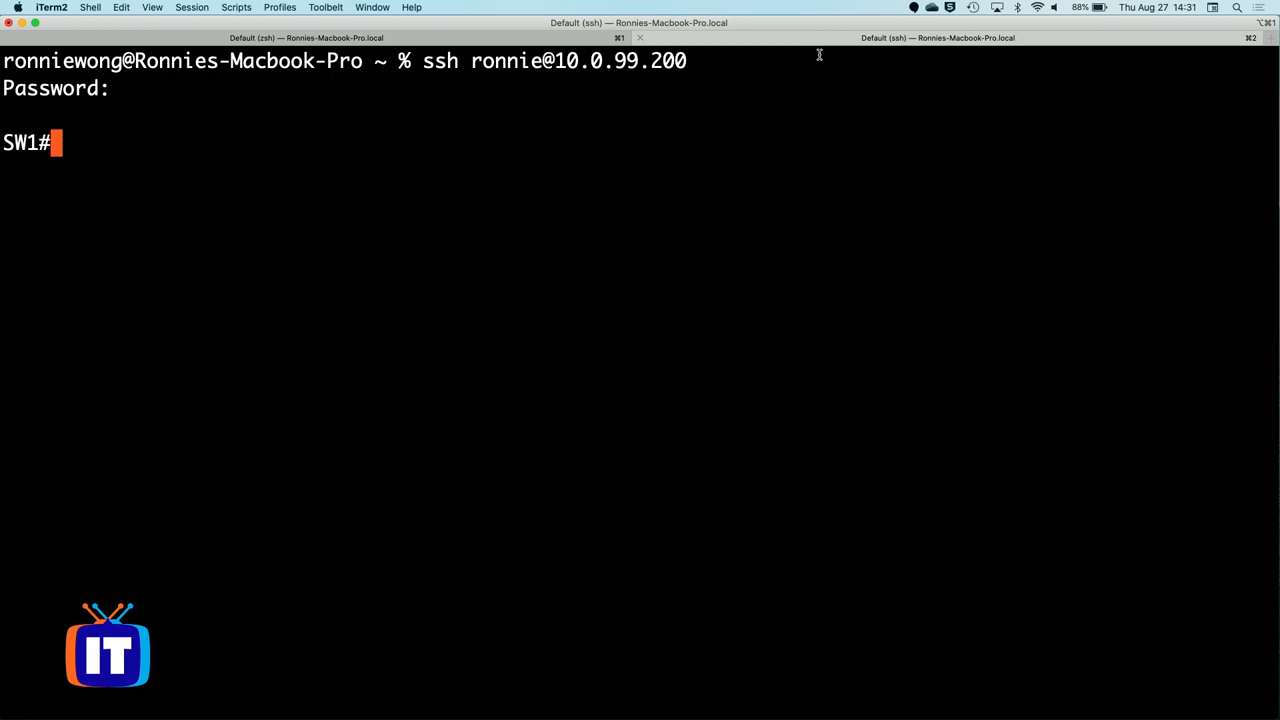 iTerm2 Shell Edit View Session Scripts Profiles Toolbelt Window Help 88% Thu Aug 27 14:31
Default (ssh) — Ronnies-Macbook-Pro.local ⌥⌘1
Default (zsh) — Ronnies-Macbook-Pro.local ⌘1 Default (ssh) — Ronnies-Macbook-Pro.local ⌘2
ronniewong@Ronnies-Macbook-Pro ~ % ssh ronnie@10.0.99.200
Password:
SW1#
IT